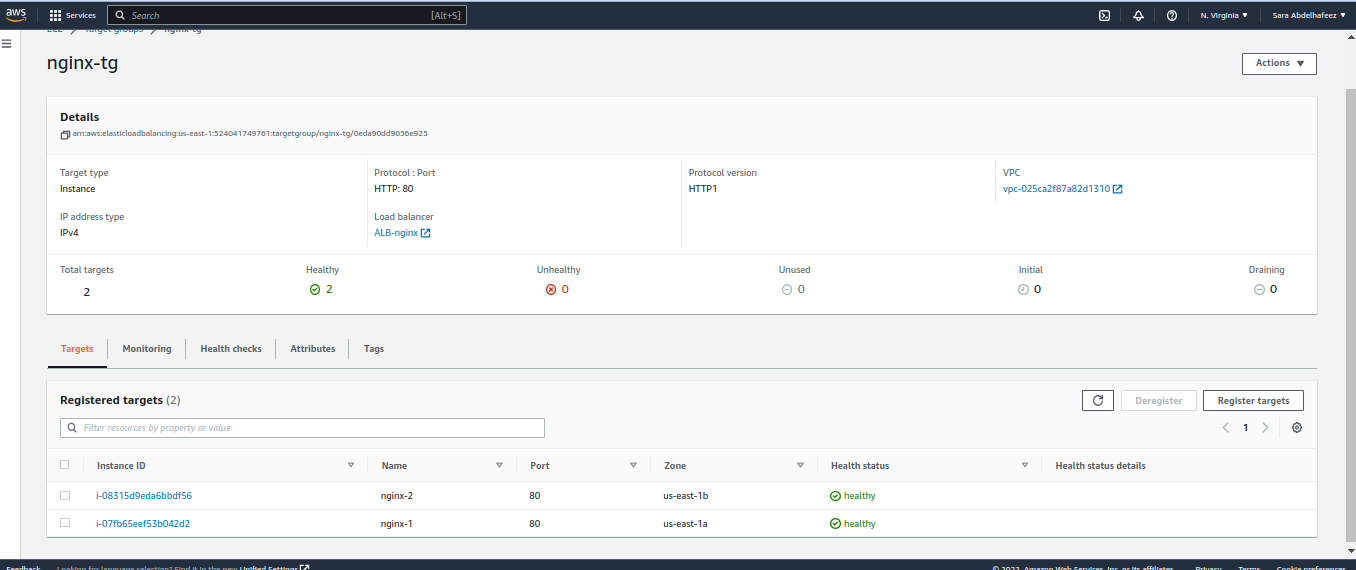 aws Services Search [Alt+S] N. Virginia Sara Abdelhafeez
EC2 Target groups nginx-tg
nginx-tg
Actions
Details
arn:aws:elasticloadbalancing:us-east-1:524041749761:targetgroup/nginx-tg/0eda90dd9056e925
Target type Protocol : Port Protocol version VPC
Instance HTTP: 80 HTTP1 vpc-025ca2f87a82d1310
IP address type Load balancer
IPv4 ALB-nginx
Total targets Healthy Unhealthy Unused Initial Draining
2 2 0 0 0 0
Targets Monitoring Health checks Attributes Tags
Registered targets (2) Deregister Register targets
Filter resources by property or value 1
Instance ID Name Port Zone Health status Health status details
i-08315d9eda6bbdf56 nginx-2 80 us-east-1b healthy
i-07fb65eef53b042d2 nginx-1 80 us-east-1a healthy
Feedback Looking for language selection? Find it in the new Unified Settings © 2022, Amazon Web Services, Inc. or its affiliates. Privacy Terms Cookie preferences